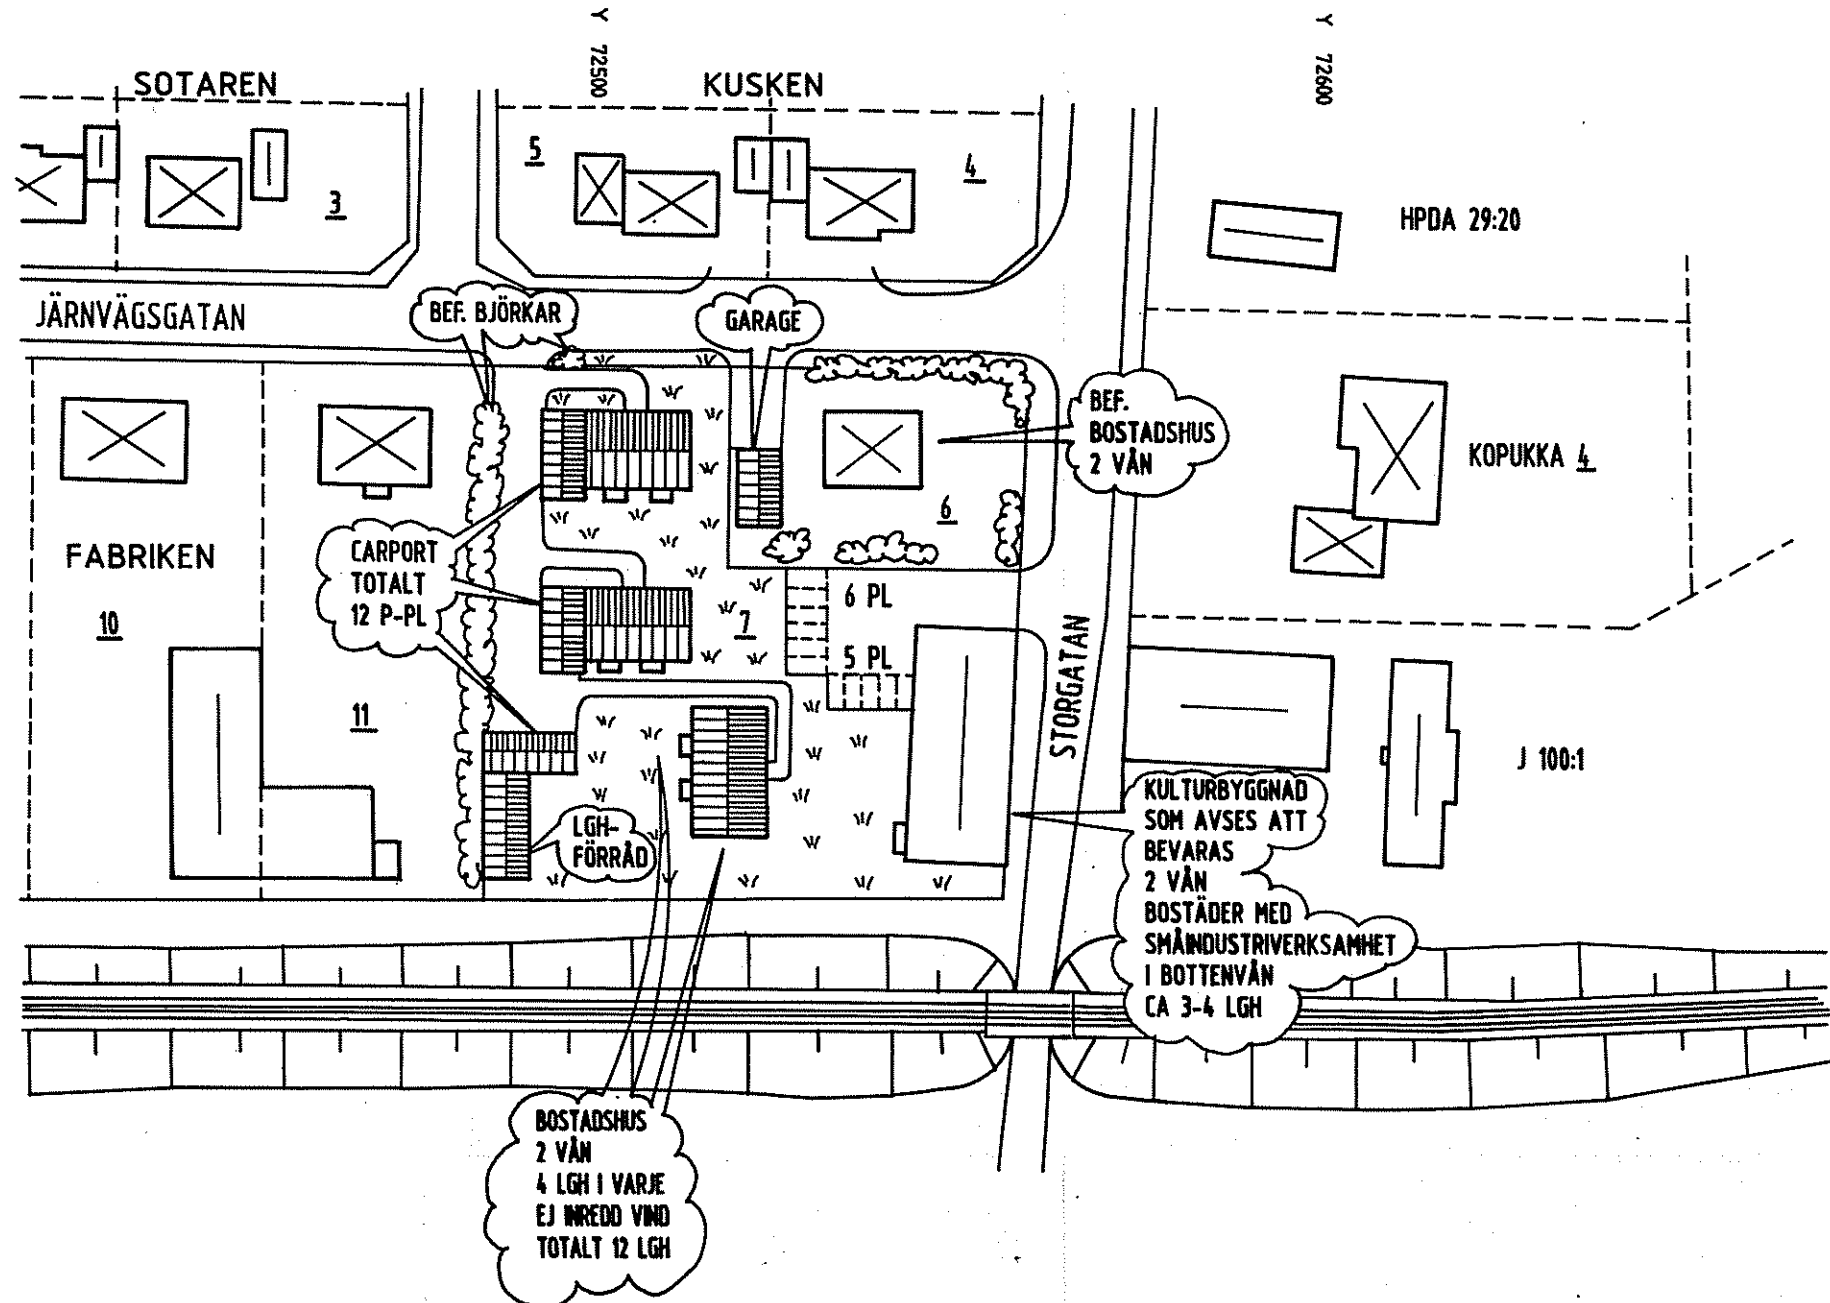 Y 72500
Y 72600
SOTAREN
KUSKEN
5
4
3
HPDA 29:20
JÄRNVÄGSGATAN
BEF. BJÖRKAR
GARAGE
BEF.
BOSTADSHUS
2 VÅN
KOPUKKA 4
6
CARPORT
TOTALT
12 P-PL
FABRIKEN
10
6 PL
7
5 PL
11
STORGATAN
J 100:1
LGH-
FÖRRÅD
KULTURBYGGNAD
SOM AVSES ATT
BEVARAS
2 VÅN
BOSTÄDER MED
SMÅINDUSTRIVERKSAMHET
I BOTTENVÅN
CA 3-4 LGH
BOSTADSHUS
2 VÅN
4 LGH I VARJE
EJ INREDD VIND
TOTALT 12 LGH